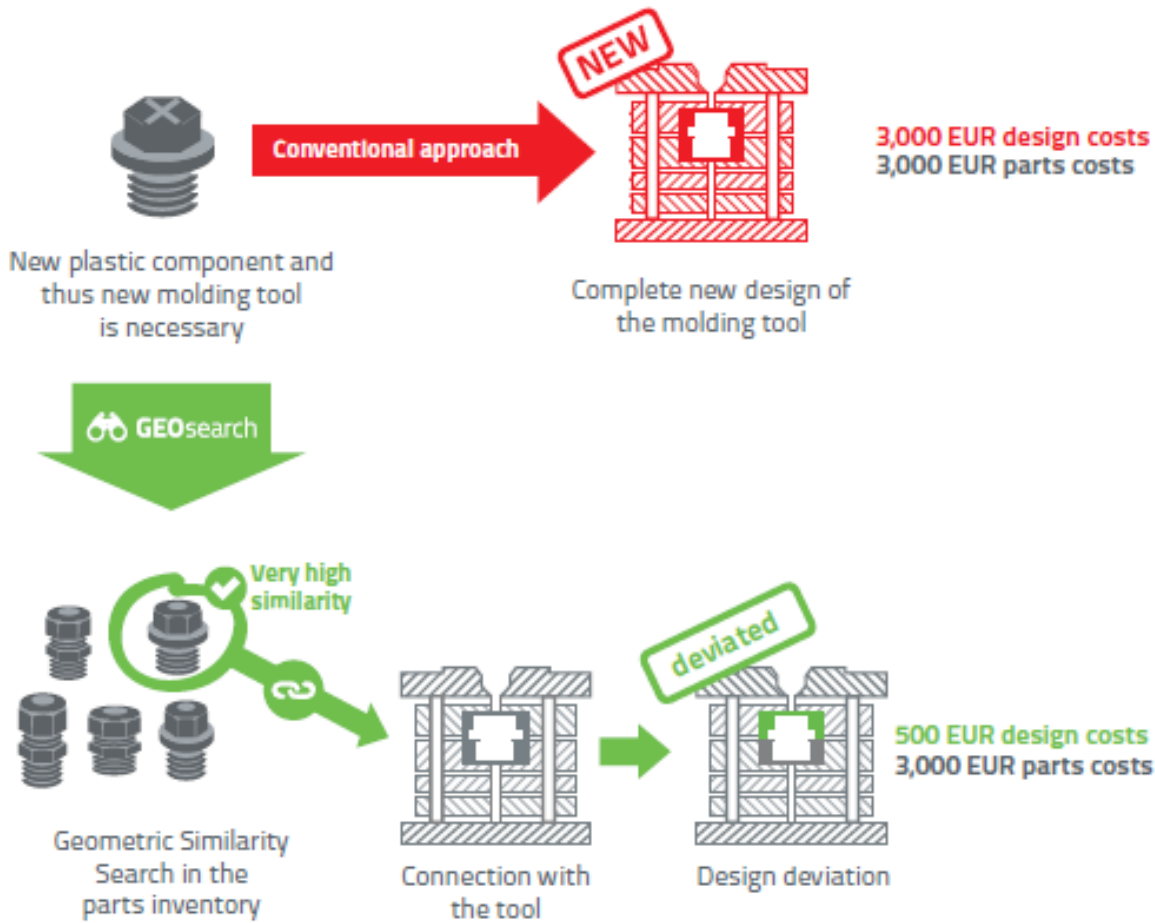 NEW
Conventional approach
3,000 EUR design costs
3,000 EUR parts costs
New plastic component and
thus new molding tool
is necessary
Complete new design of
the molding tool
GEOsearch
Very high
similarity
deviated
500 EUR design costs
3,000 EUR parts costs
Geometric Similarity
Search in the
parts inventory
Connection with
the tool
Design deviation